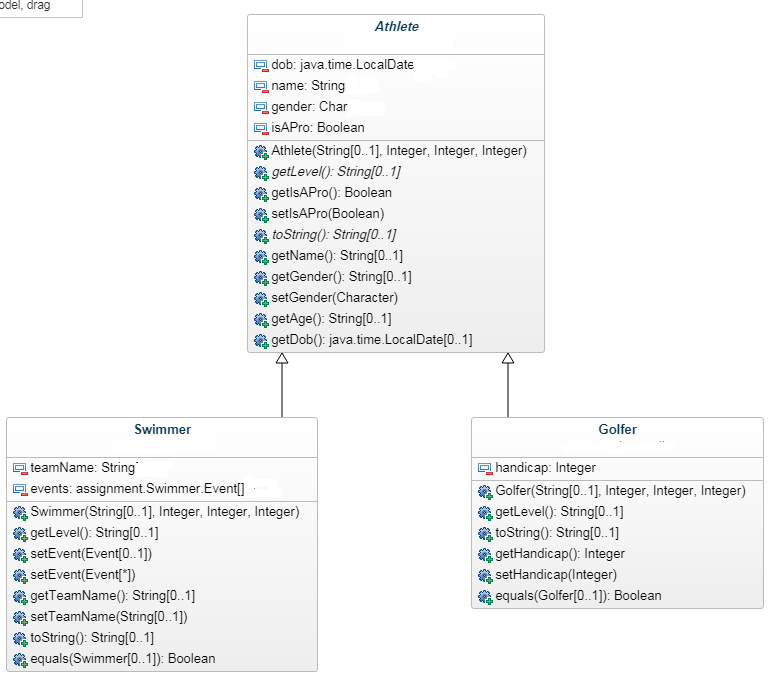 odel, drag
Athlete
dob: java.time.LocalDate
name: String
gender: Char
isAPro: Boolean
Athlete(String[0..1], Integer, Integer, Integer)
getLevel(): String[0..1]
getIsAPro(): Boolean
setIsAPro(Boolean)
toString(): String[0..1]
getName(): String[0..1]
getGender(): String[0..1]
setGender(Character)
getAge(): String[0..1]
getDob(): java.time.LocalDate[0..1]
Swimmer
teamName: String
events: assignment.Swimmer.Event[]
Swimmer(String[0..1], Integer, Integer, Integer)
getLevel(): String[0..1]
setEvent(Event[0..1])
setEvent(Event[*])
getTeamName(): String[0..1]
setTeamName(String[0..1])
toString(): String[0..1]
equals(Swimmer[0..1]): Boolean
Golfer
handicap: Integer
Golfer(String[0..1], Integer, Integer, Integer)
getLevel(): String[0..1]
toString(): String[0..1]
getHandicap(): Integer
setHandicap(Integer)
equals(Golfer[0..1]): Boolean